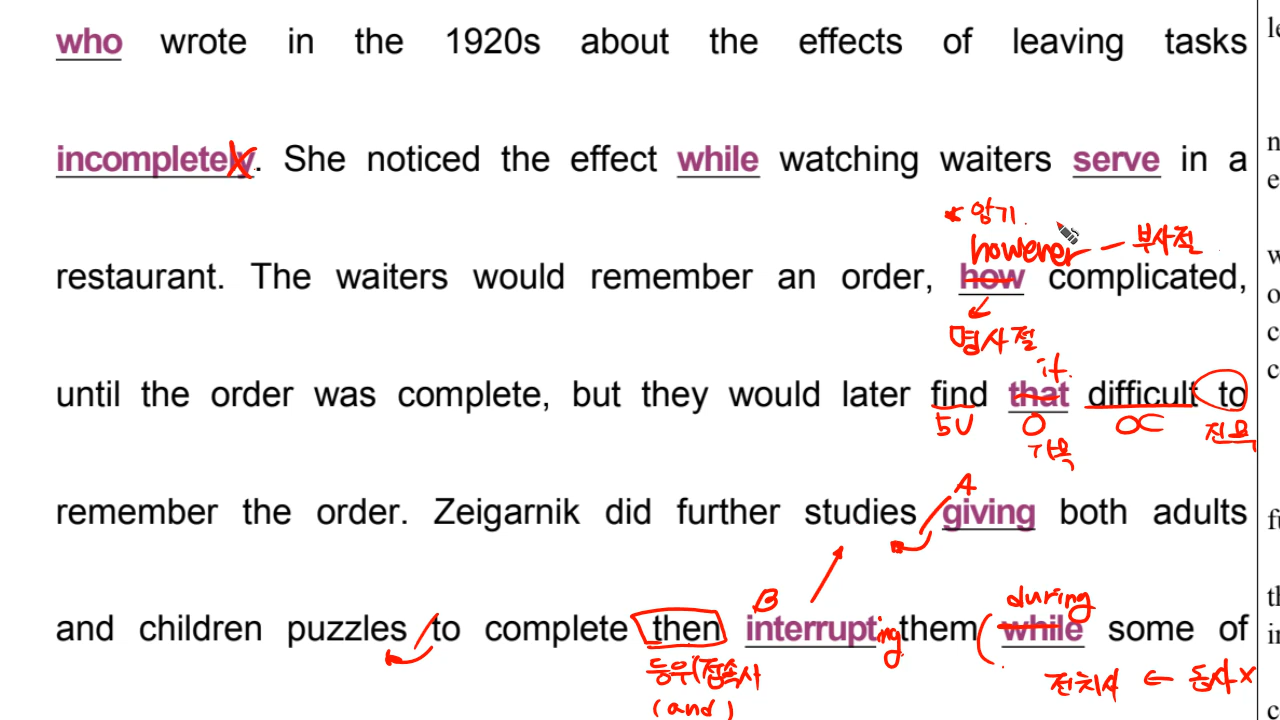 who wrote in the 1920s about the effects of leaving tasks le
incompletely. She noticed the effect while watching waiters serve in a
* 암기
however – 부사절
restaurant. The waiters would remember an order, how complicated,
명사절
it
until the order was complete, but they would later find that difficult to
5V O OC 진목
가목
A
remember the order. Zeigarnik did further studies giving both adults
B during
and children puzzles to complete then interrupting them (while some of
등위접속사 전치사 ← 동사 x
(and)